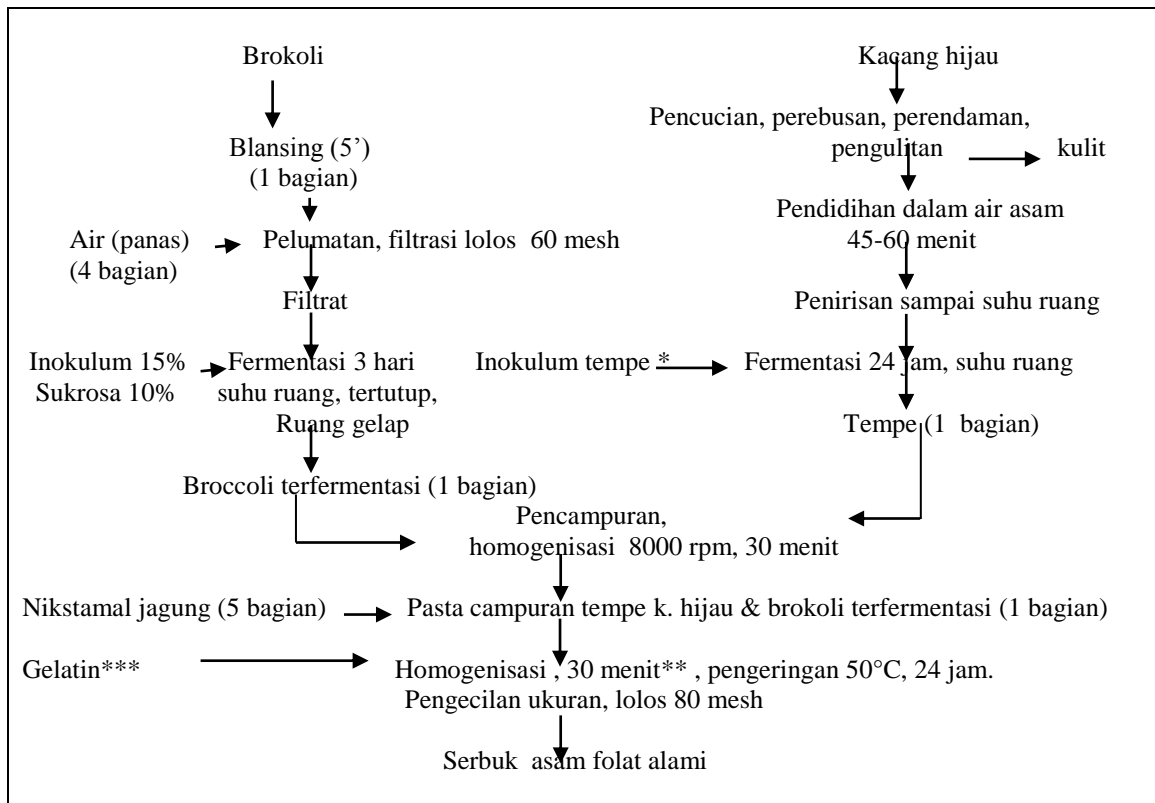 Brokoli
Kacang hijau
Pencucian, perebusan, perendaman,
pengulitan
kulit
Blansing (5’)
(1 bagian)
Pendidihan dalam air asam
45-60 menit
Air (panas)
(4 bagian)
Pelumatan, filtrasi lolos 60 mesh
Filtrat
Penirisan sampai suhu ruang
Inokulum 15%
Sukrosa 10%
Fermentasi 3 hari
suhu ruang, tertutup,
Ruang gelap
Inokulum tempe *
Fermentasi 24 jam, suhu ruang
Tempe (1 bagian)
Broccoli terfermentasi (1 bagian)
Pencampuran,
homogenisasi 8000 rpm, 30 menit
Nikstamal jagung (5 bagian)
Pasta campuran tempe k. hijau & brokoli terfermentasi (1 bagian)
Gelatin***
Homogenisasi , 30 menit** , pengeringan 50°C, 24 jam.
Pengecilan ukuran, lolos 80 mesh
Serbuk asam folat alami